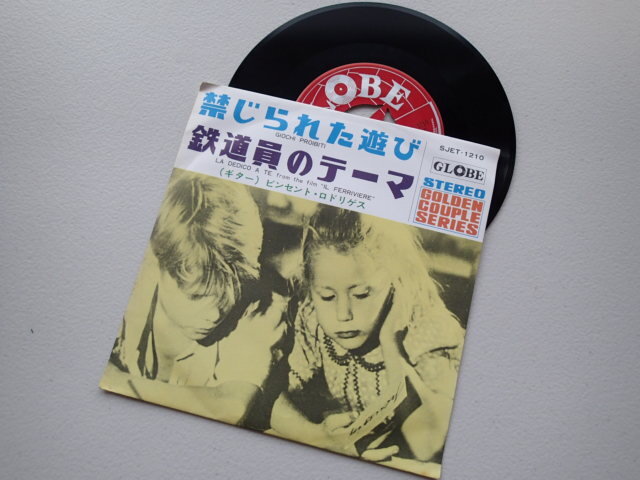 OBE
禁じられた遊び
GIOCHI PROIBITI
鉄道員のテーマ
LA DEDICO A TE from the film "IL FERRIVIERE"
(ギター) ビンセント・ロドリゲス
SJET-1210
GLOBE
STEREO
GOLDEN
COUPLE
SERIES